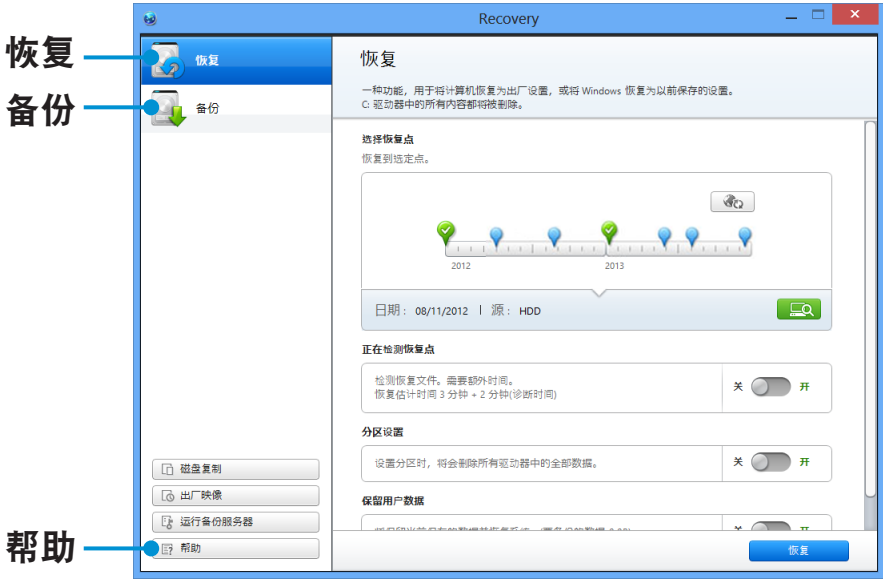 Recovery
恢复
备份
帮助
恢复
备份
磁盘复制
出厂映像
运行备份服务器
帮助
恢复
一种功能，用于将计算机恢复为出厂设置，或将 Windows 恢复为以前保存的设置。
C: 驱动器中的所有内容都将被删除。
选择恢复点
恢复到选定点。
2012 2013
日期： 08/11/2012 | 源： HDD
正在检测恢复点
检测恢复文件。需要额外时间。
恢复估计时间 3 分钟 + 2 分钟(诊断时间)
关 开
分区设置
设置分区时，将会删除所有驱动器中的全部数据。
关 开
保留用户数据
恢复